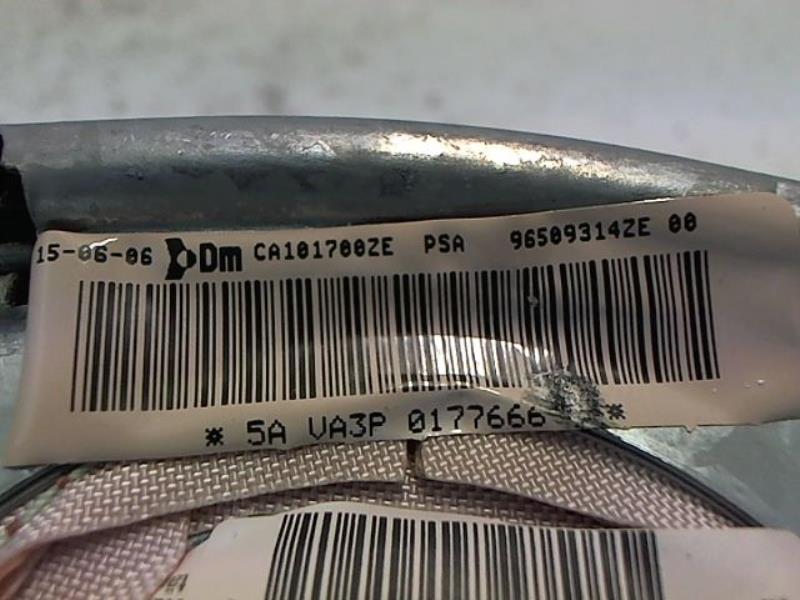 15-06-06 Dm CA101700ZE PSA 96509314ZE 00
* 5A VA3P 0177666 *